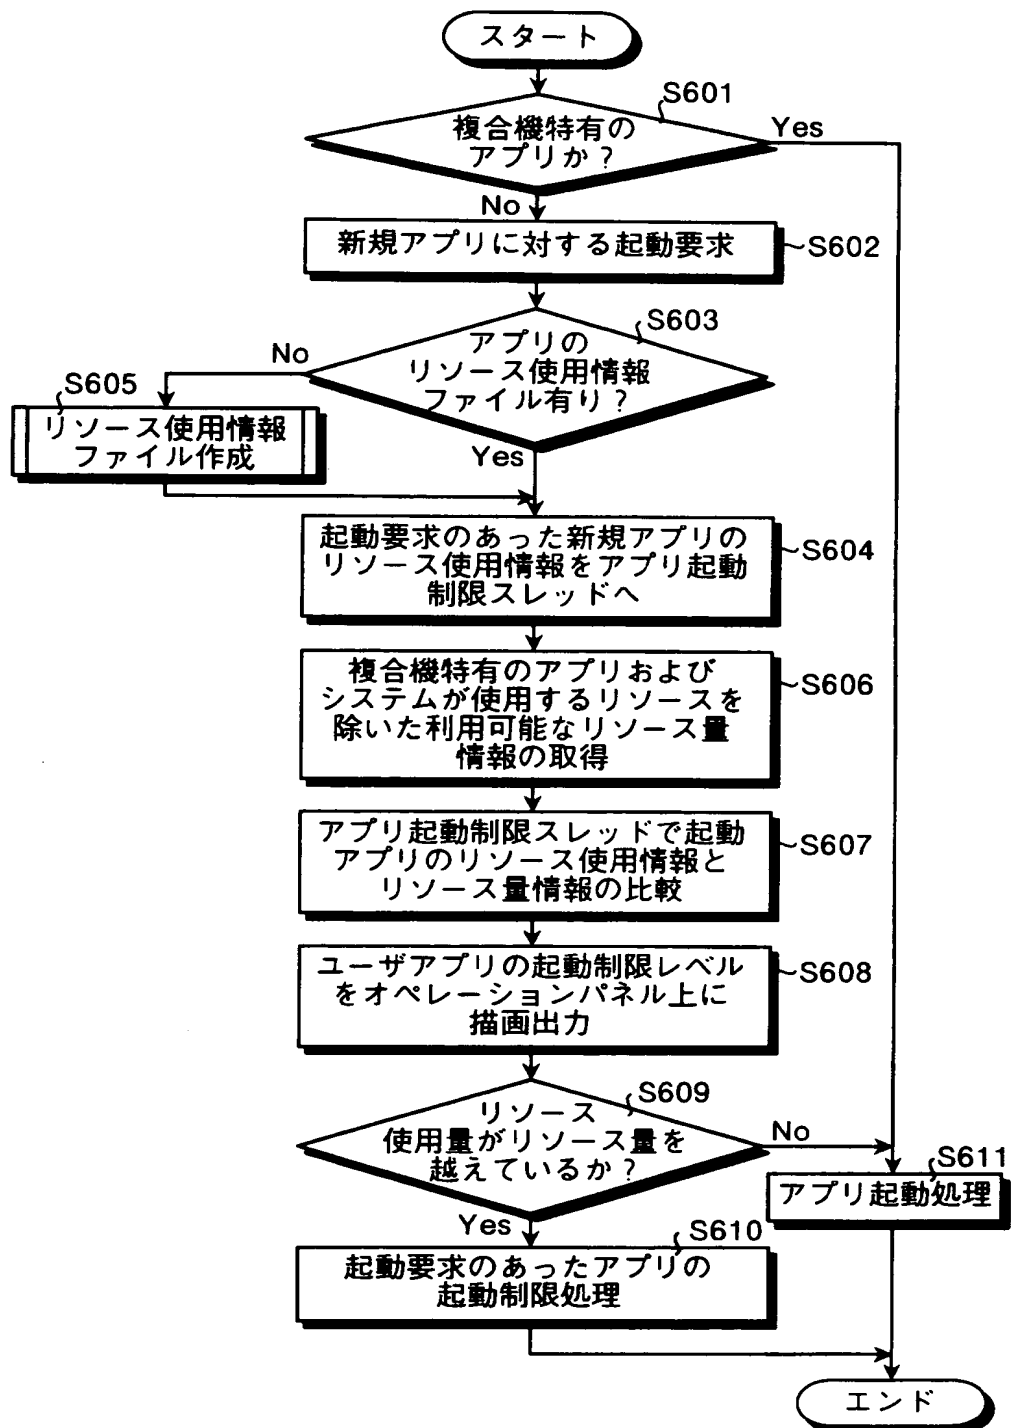 スタート
S601
複合機特有の
アプリか？
Yes
No
新規アプリに対する起動要求
S602
S603
アプリの
リソース使用情報
ファイル有り？
No
Yes
S605
リソース使用情報
ファイル作成
起動要求のあった新規アプリの
リソース使用情報をアプリ起動
制限スレッドへ
S604
複合機特有のアプリおよび
システムが使用するリソースを
除いた利用可能なリソース量
情報の取得
S606
アプリ起動制限スレッドで起動
アプリのリソース使用情報と
リソース量情報の比較
S607
ユーザアプリの起動制限レベル
をオペレーションパネル上に
描画出力
S608
S609
リソース
使用量がリソース量を
越えているか？
No
Yes
S611
アプリ起動処理
S610
起動要求のあったアプリの
起動制限処理
エンド